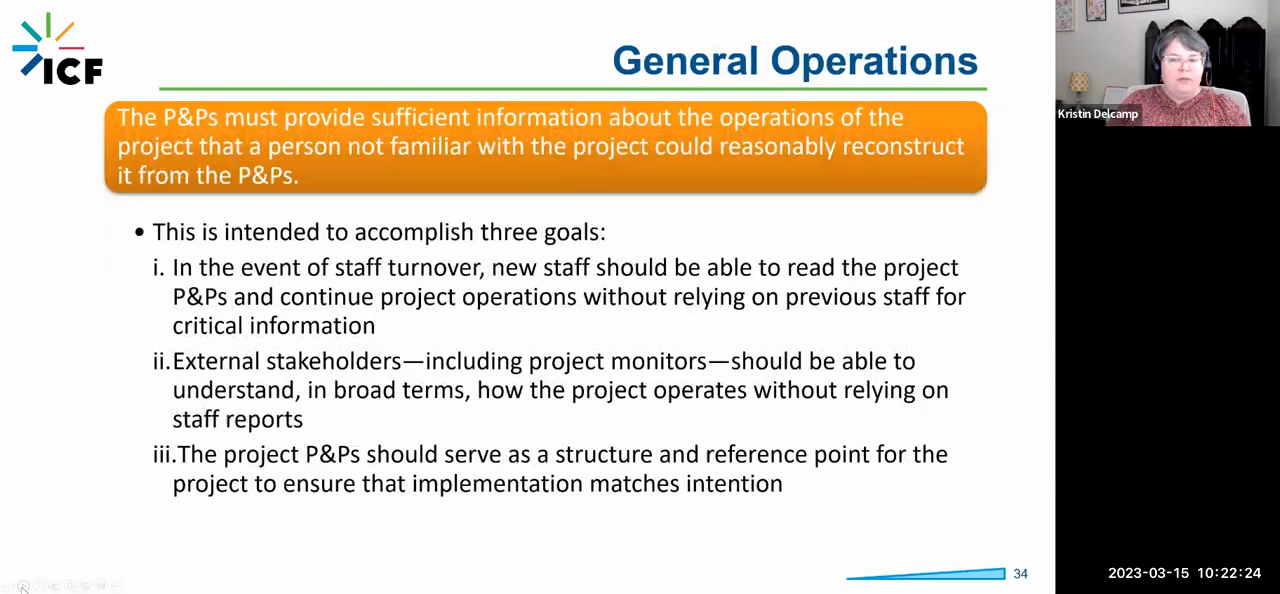 ICF
General Operations
The P&Ps must provide sufficient information about the operations of the
project that a person not familiar with the project could reasonably reconstruct
it from the P&Ps.
• This is intended to accomplish three goals:
i. In the event of staff turnover, new staff should be able to read the project
P&Ps and continue project operations without relying on previous staff for
critical information
ii. External stakeholders—including project monitors—should be able to
understand, in broad terms, how the project operates without relying on
staff reports
iii. The project P&Ps should serve as a structure and reference point for the
project to ensure that implementation matches intention
34
Kristin Delcamp
2023-03-15 10:22:24